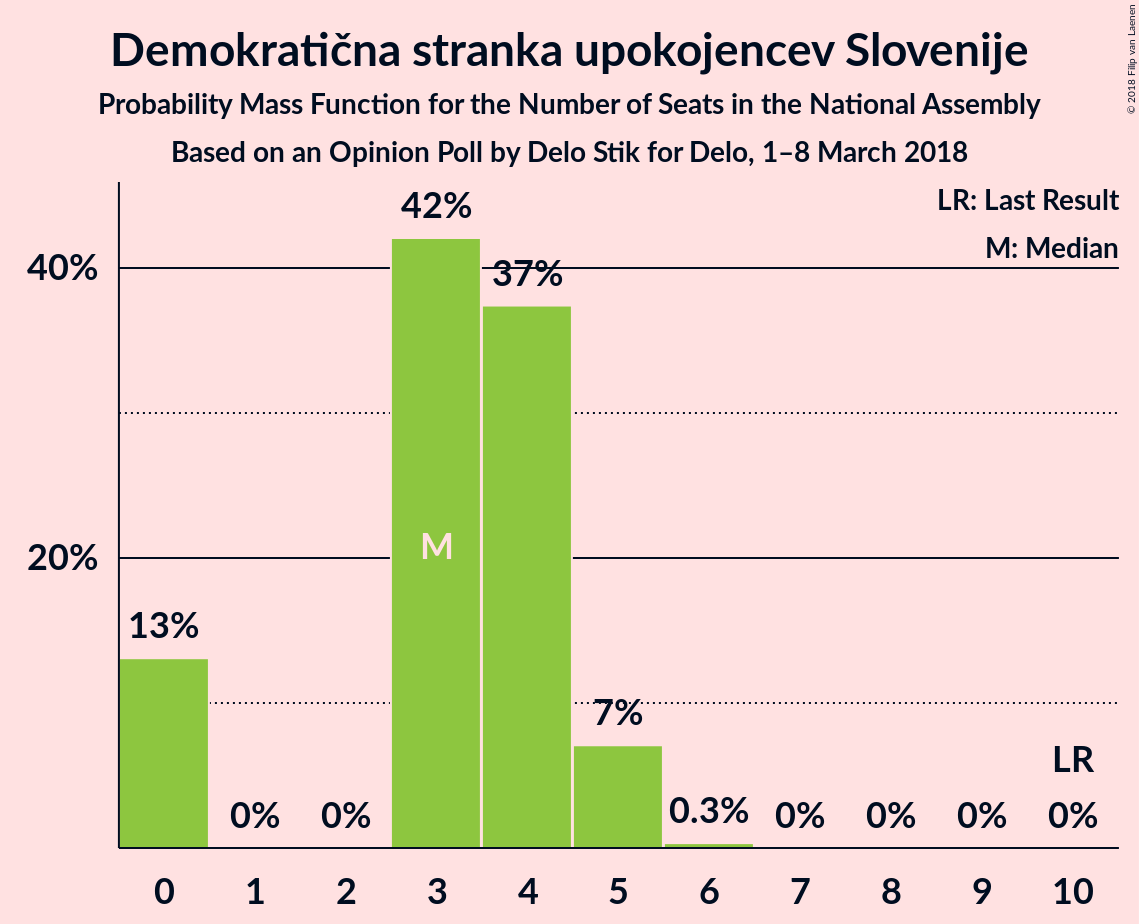 Demokratična stranka upokojencev Slovenije
Probability Mass Function for the Number of Seats in the National Assembly
Based on an Opinion Poll by Delo Stik for Delo, 1–8 March 2018
© 2018 Filip van Laenen
LR: Last Result
M: Median
40%
20%
13%
0%
0%
42%
M
37%
7%
0.3%
0%
0%
0%
LR
0%
0 1 2 3 4 5 6 7 8 9 10